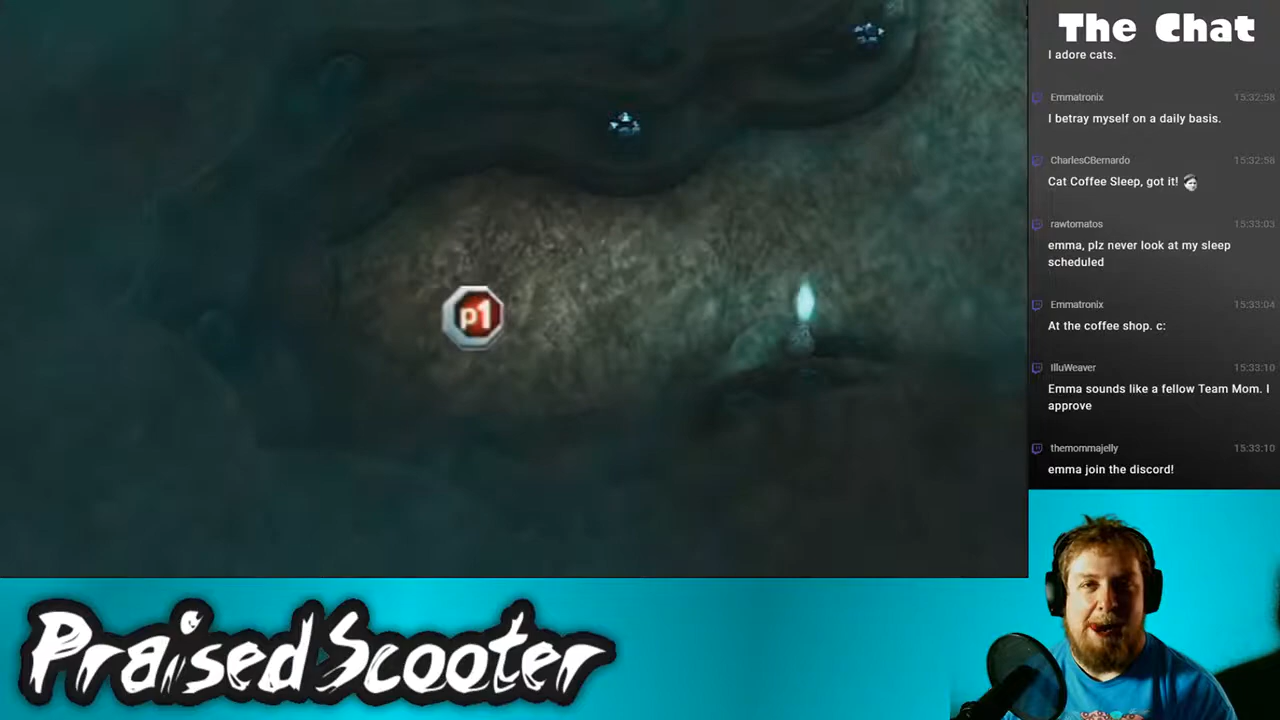 The Chat
I adore cats.
Emmatronix 15:32:58
I betray myself on a daily basis.
CharlesCBernardo 15:32:58
Cat Coffee Sleep, got it!
rawtomatos 15:33:03
emma, plz never look at my sleep
scheduled
Emmatronix 15:33:04
At the coffee shop. c:
IlluWeaver 15:33:10
Emma sounds like a fellow Team Mom. I
approve
themommajelly 15:33:10
emma join the discord!
p1
PraisedScooter